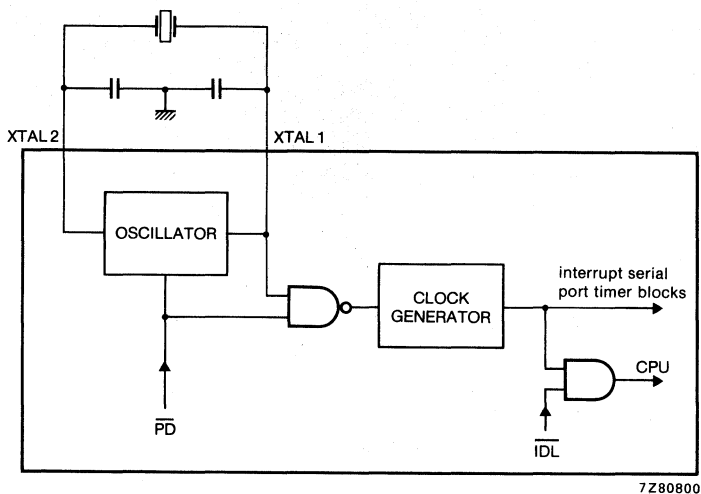 XTAL 2
XTAL 1
OSCILLATOR
CLOCK
GENERATOR
interrupt serial
port timer blocks
CPU
PD
IDL
7Z80800